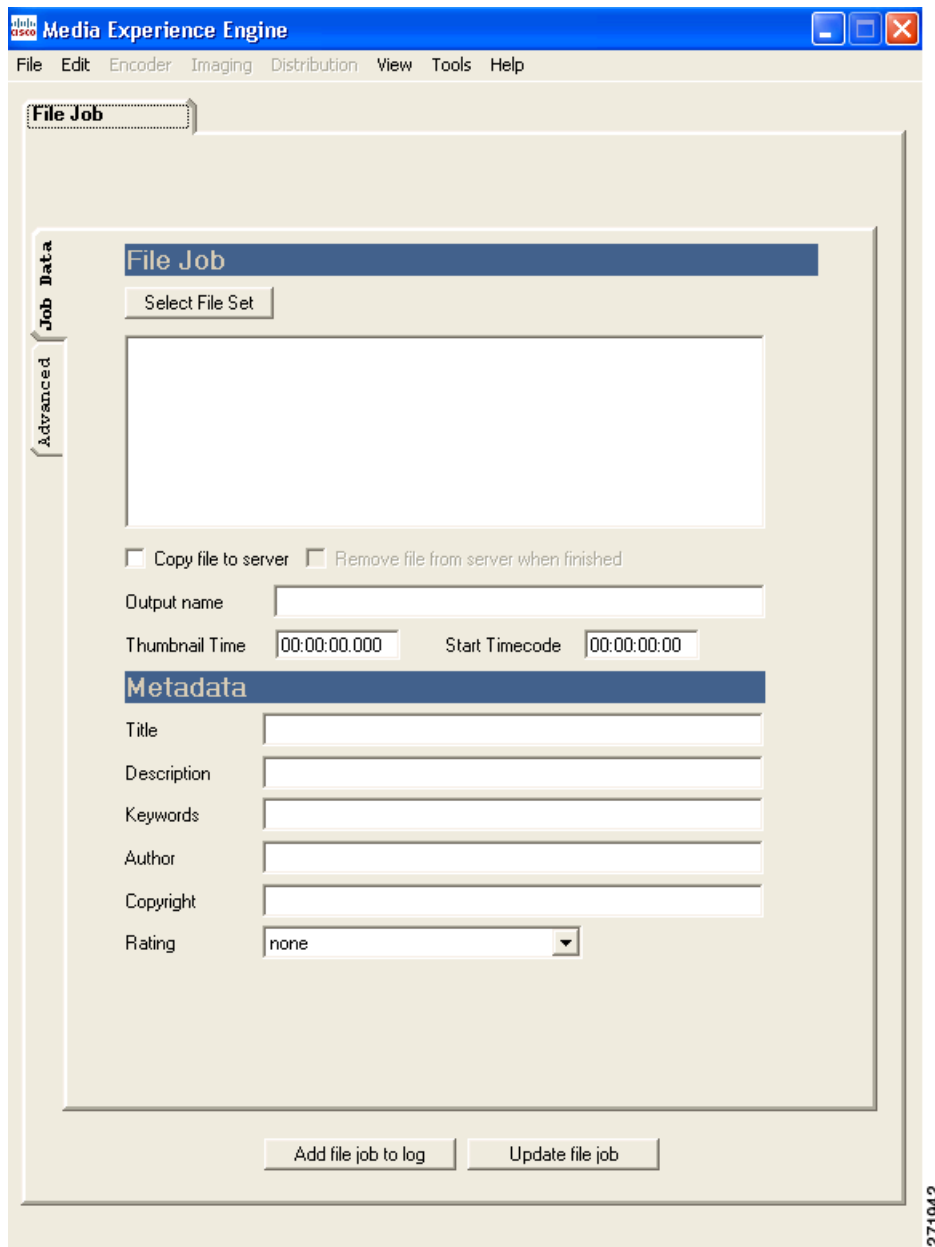 cisco Media Experience Engine
File Edit Encoder Imaging Distribution View Tools Help
File Job
Job Data
Advanced
File Job
Select File Set
Copy file to server Remove file from server when finished
Output name
Thumbnail Time 00:00:00.000 Start Timecode 00:00:00:00
Metadata
Title
Description
Keywords
Author
Copyright
Rating none
Add file job to log Update file job
271942